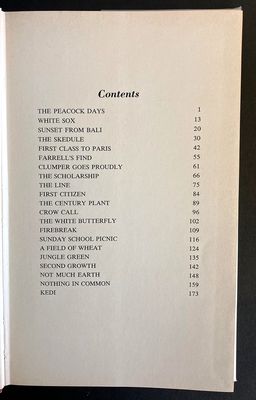 Contents
THE PEACOCK DAYS 1
WHITE SOX 13
SUNSET FROM BALI 20
THE SKEDULE 30
FIRST CLASS TO PARIS 42
FARRELL'S FIND 55
CLUMPER GOES PROUDLY 61
THE SCHOLARSHIP 66
THE LINE 75
FIRST CITIZEN 84
THE CENTURY PLANT 89
CROW CALL 96
THE WHITE BUTTERFLY 102
FIREBREAK 109
SUNDAY SCHOOL PICNIC 116
A FIELD OF WHEAT 124
JUNGLE GREEN 135
SECOND GROWTH 142
NOT MUCH EARTH 148
NOTHING IN COMMON 159
KEDI 173